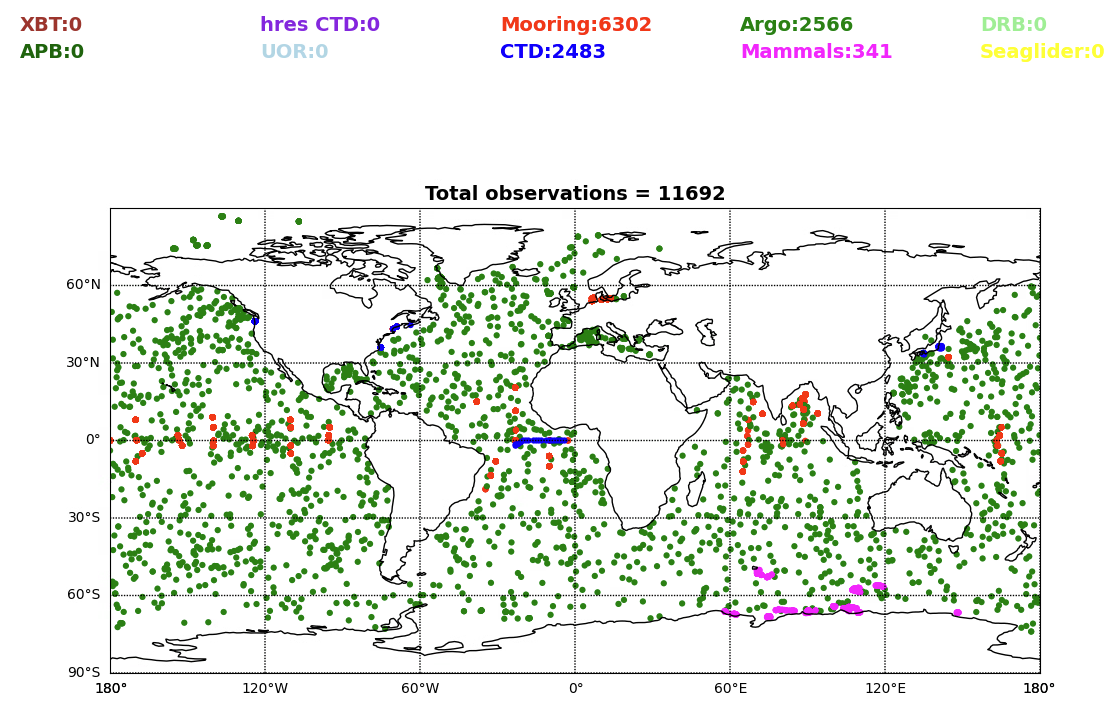 XBT:0 hres CTD:0 Mooring:6302 Argo:2566 DRB:0
APB:0 UOR:0 CTD:2483 Mammals:341 Seaglider:0
Total observations = 11692
60°N
30°N
0°
30°S
60°S
90°S
180° 120°W 60°W 0° 60°E 120°E 180°